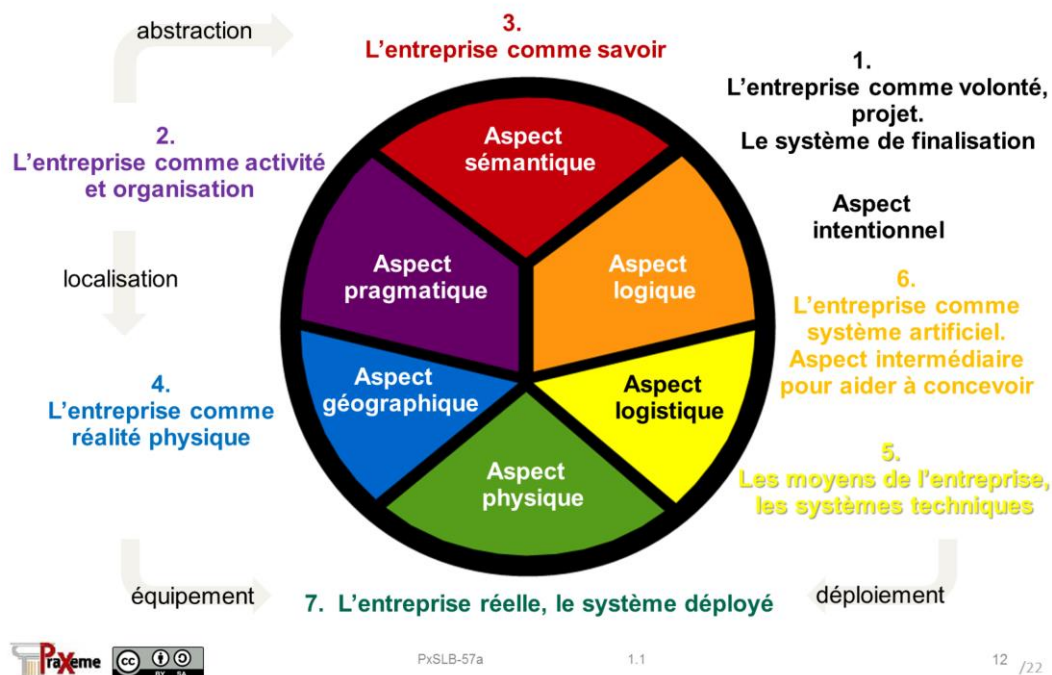 abstraction
3.
L'entreprise comme savoir
1.
L'entreprise comme volonté,
projet.
Le système de finalisation
2.
L'entreprise comme activité
et organisation
Aspect
sémantique
Aspect
intentionnel
Aspect
pragmatique
Aspect
logique
localisation
6.
L'entreprise comme
système artificiel.
Aspect intermédiaire
pour aider à concevoir
4.
L'entreprise comme
réalité physique
Aspect
géographique
Aspect
logistique
5.
Les moyens de l'entreprise,
les systèmes techniques
Aspect
physique
équipement
7. L'entreprise réelle, le système déployé
déploiement
PraXeme
cc
BY SA
PxSLB-57a
1.1
12
/22